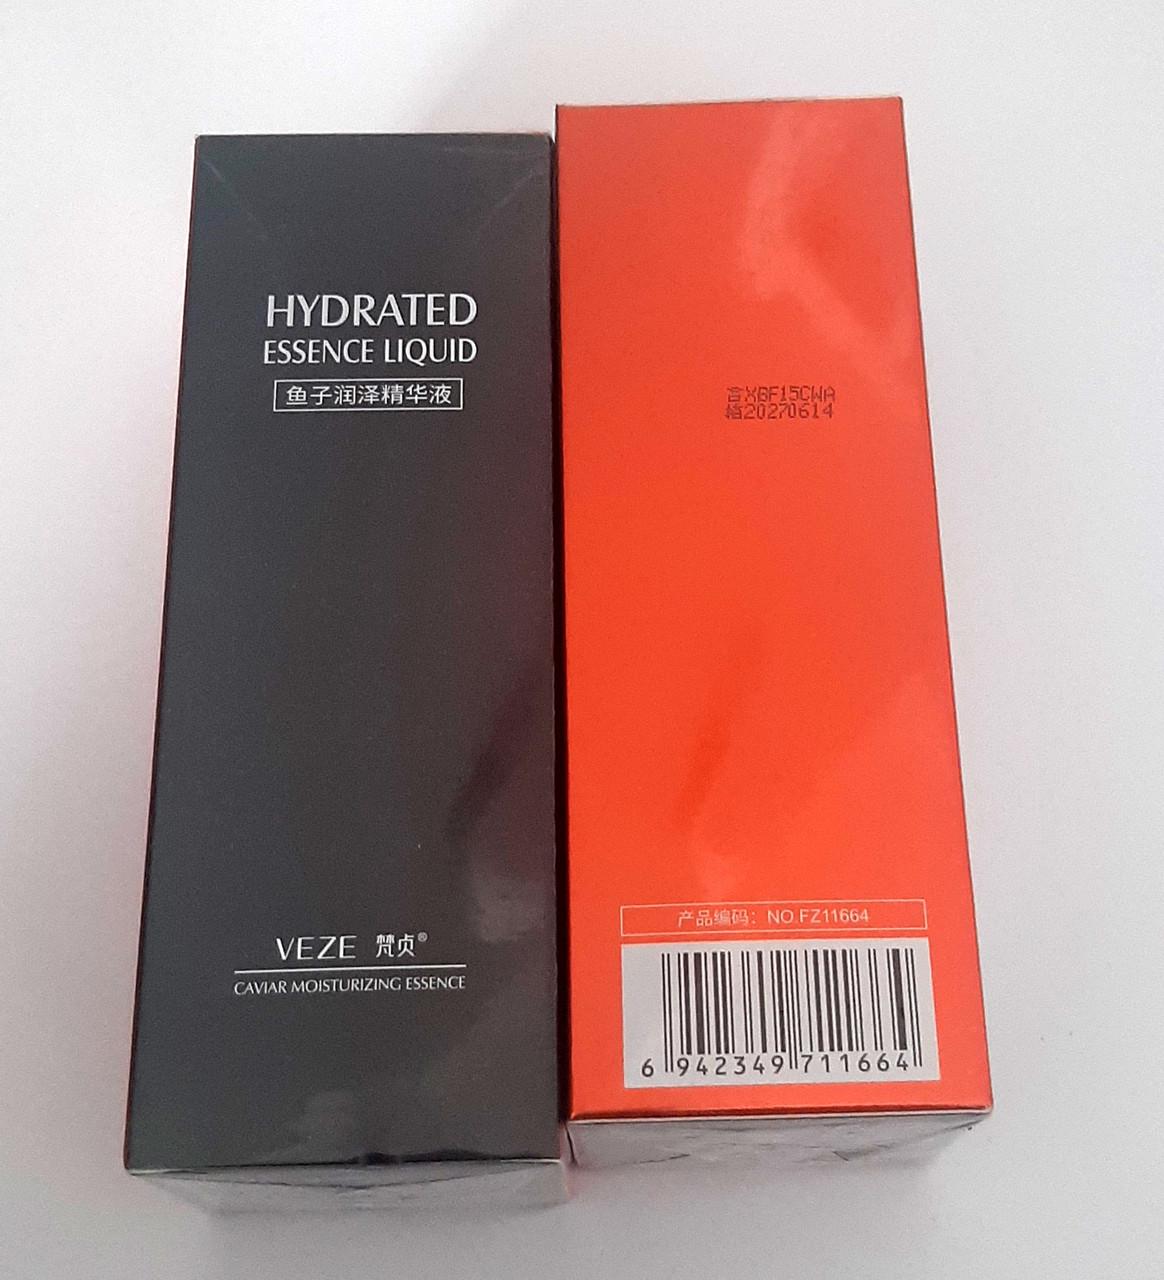 HYDRATED
ESSENCE LIQUID
鱼子润泽精华液
VEZE 梵贞®
CAVIAR MOISTURIZING ESSENCE
XBF15CWA
20270614
产品编码：NO.FZ11664
6 942349 711664